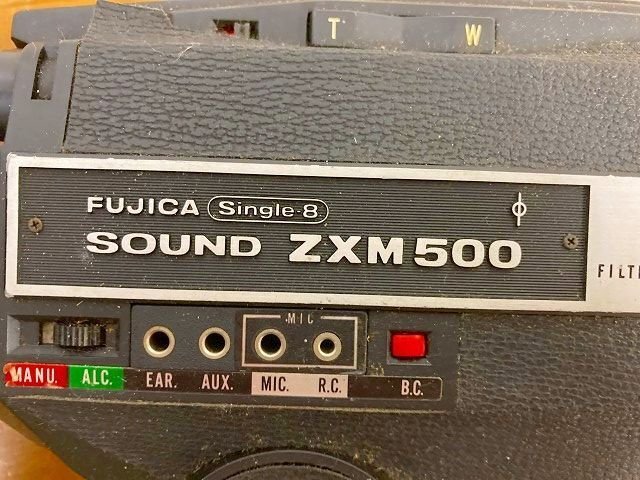 T W
FUJICA Single-8
SOUND ZXM500
FILT
MIC
MANU. ALC. EAR. AUX. MIC. R.C. B.C.